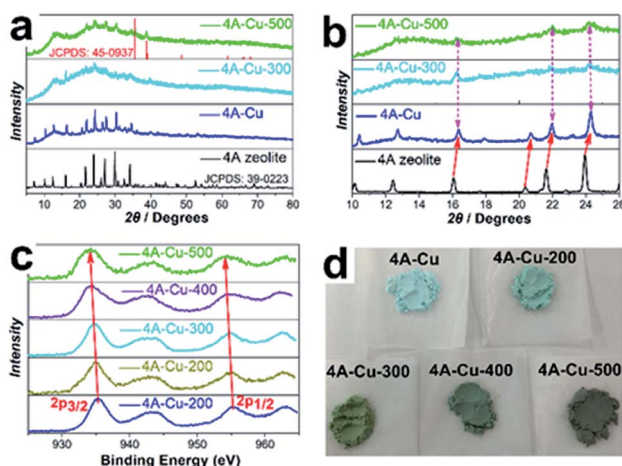 a
4A-Cu-500
JCPDS: 45-0937
4A-Cu-300
4A-Cu
4A zeolite
JCPDS: 39-0223
Intensity
0 10 20 30 40 50 60 70 80
2θ / Degrees
b
4A-Cu-500
4A-Cu-300
4A-Cu
4A zeolite
Intensity
10 12 14 16 18 20 22 24 26
2θ / Degrees
c
4A-Cu-500
4A-Cu-400
4A-Cu-300
4A-Cu-200
2p3/2
2p1/2
4A-Cu-200
Intensity
930 940 950 960
Binding Energy (eV)
d
4A-Cu
4A-Cu-200
4A-Cu-300
4A-Cu-400
4A-Cu-500